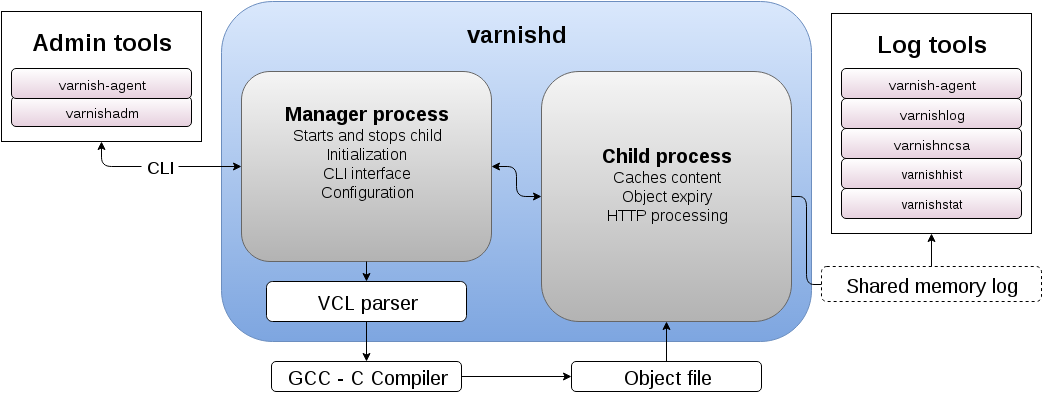 varnishd
Admin tools
varnish-agent
varnishadm
CLI
Manager process
Starts and stops child
Initialization
CLI interface
Configuration
Child process
Caches content
Object expiry
HTTP processing
Log tools
varnish-agent
varnishlog
varnishncsa
varnishhist
varnishstat
Shared memory log
VCL parser
GCC - C Compiler
Object file